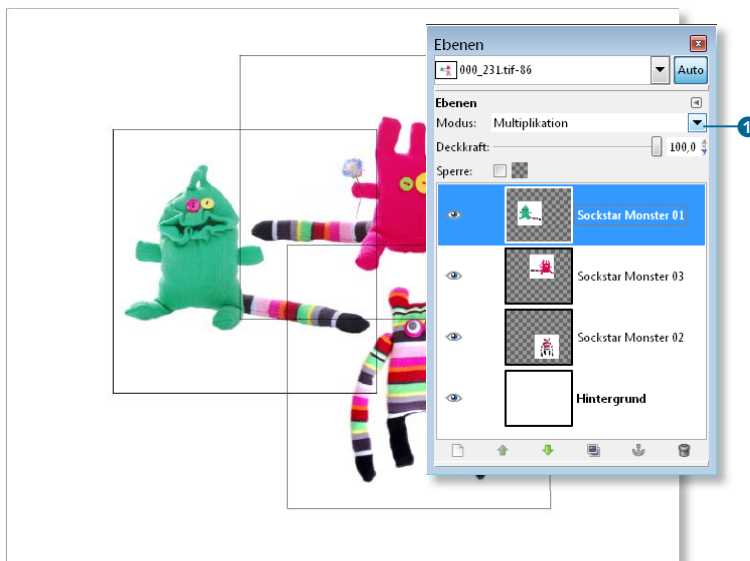 Ebenen
000_231.tif-86
Auto
Ebenen
Modus: Multiplikation
1
Deckkraft: 100,0
Sperre:
Sockstar Monster 01
Sockstar Monster 03
Sockstar Monster 02
Hintergrund